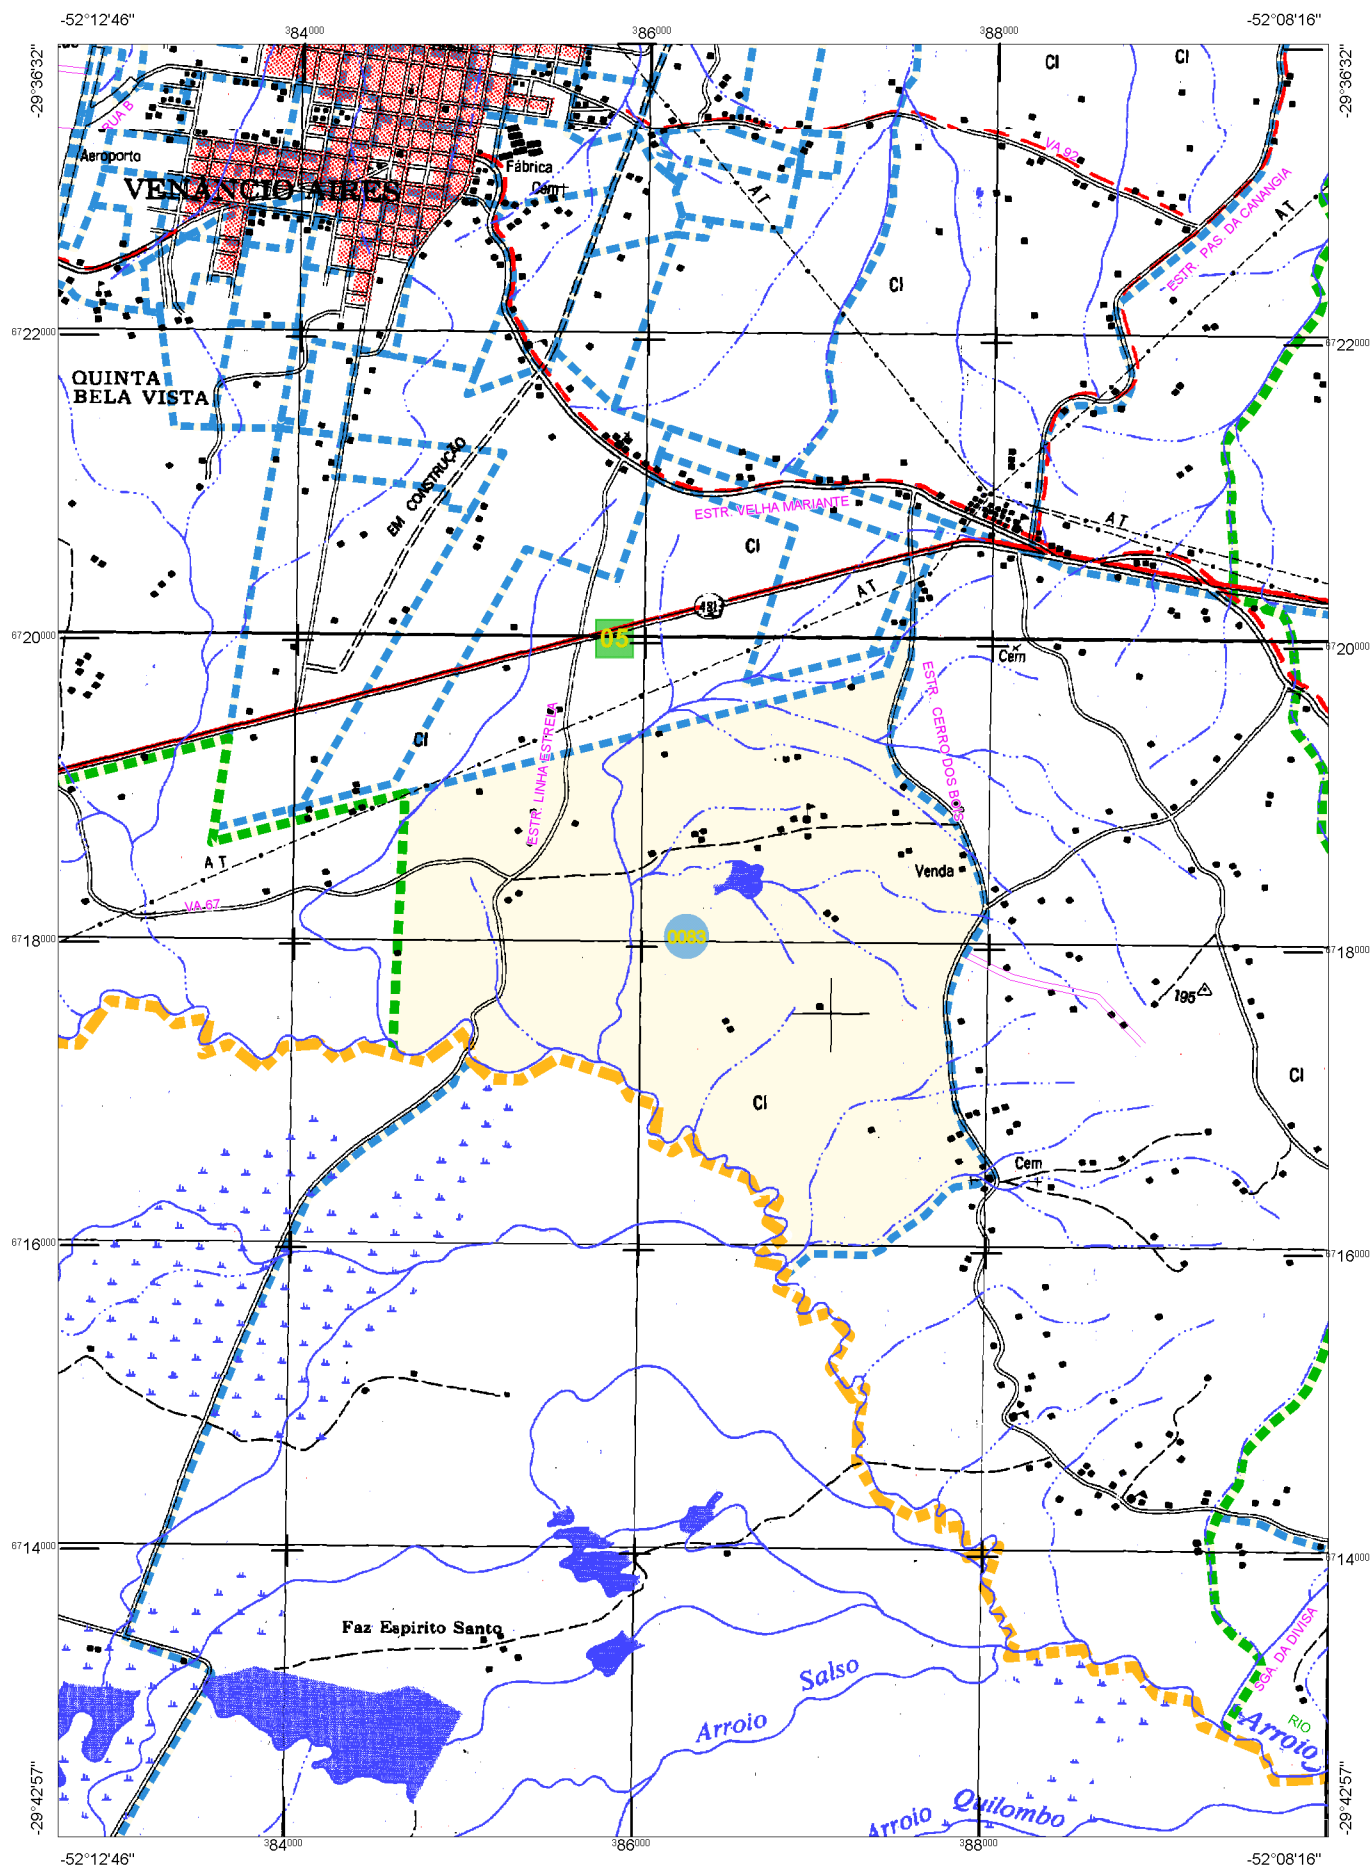 -52°12'46"
-52°08'16"
384000
386000
388000
-29°36'32"
-29°36'32"
CI
CI
RUA B
Aeroporto
Fábrica
Cem
VENÂNCIO AIRES
VA 92
AT
AT
ESTR. PAS. DA CANANGIA
CI
6722000
6722000
QUINTA
BELA VISTA
EM CONSTRUÇÃO
ESTR. VELHA MARIANTE
CI
AT
AT
6720000
05
6720000
Cem
ESTR. CERRO DOS BOIS
ESTR. LINHA ESTRELA
CI
AT
Venda
VA 67
6718000
0083
6718000
195
CI
CI
Cem
6716000
6716000
6714000
6714000
Faz Espirito Santo
Salso
Arroio
SGA. DA DIVISA
RIO
Arroio
Arroio Quilombo
-29°42'57"
-29°42'57"
384000
386000
388000
-52°12'46"
-52°08'16"